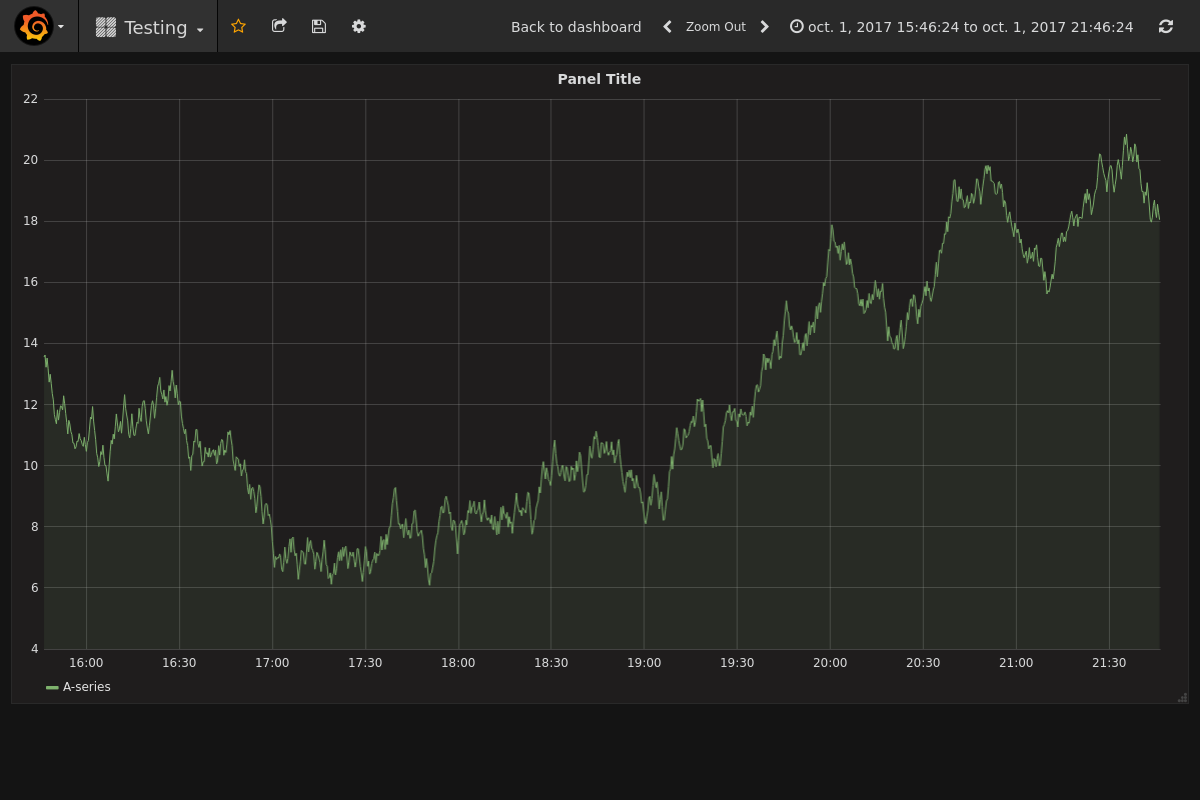 Testing
Back to dashboard Zoom Out oct. 1, 2017 15:46:24 to oct. 1, 2017 21:46:24
Panel Title
22
20
18
16
14
12
10
8
6
4
16:00 16:30 17:00 17:30 18:00 18:30 19:00 19:30 20:00 20:30 21:00 21:30
A-series